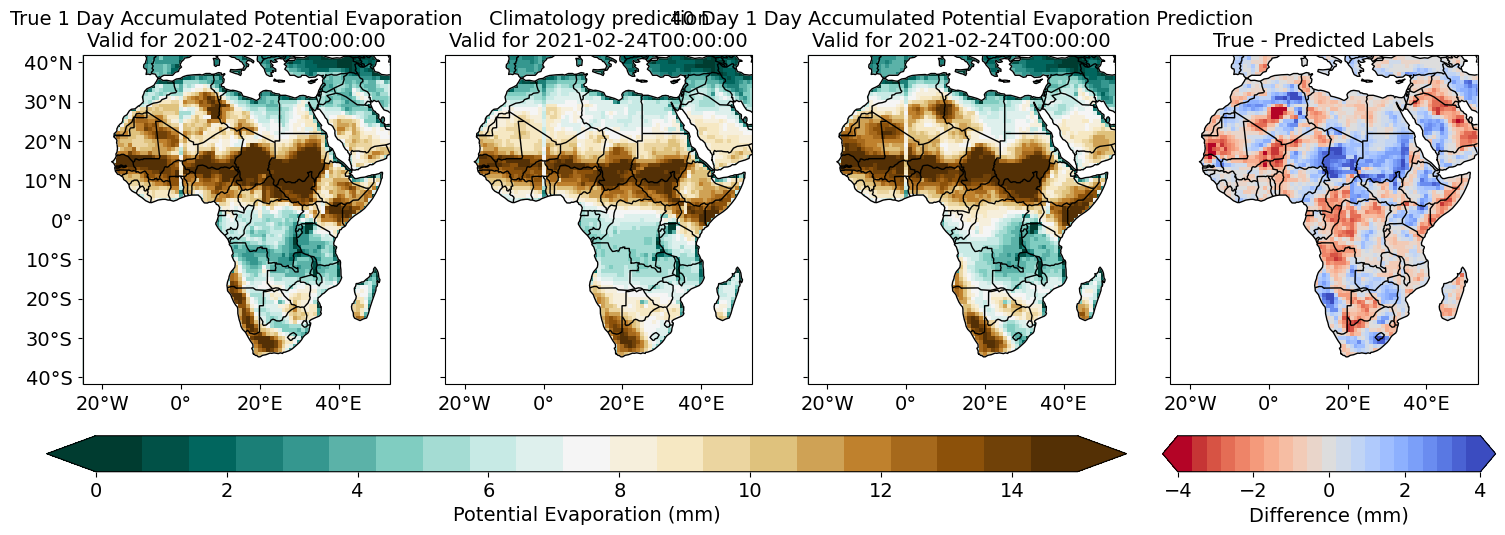 True 1 Day Accumulated Potential Evaporation
Valid for 2021-02-24T00:00:00
Climatology prediction
Valid for 2021-02-24T00:00:00
40 Day 1 Day Accumulated Potential Evaporation Prediction
Valid for 2021-02-24T00:00:00
True - Predicted Labels
40°N
30°N
20°N
10°N
0°
10°S
20°S
30°S
40°S
20°W 0° 20°E 40°E
20°W 0° 20°E 40°E
20°W 0° 20°E 40°E
20°W 0° 20°E 40°E
0 2 4 6 8 10 12 14
Potential Evaporation (mm)
−4 −2 0 2 4
Difference (mm)